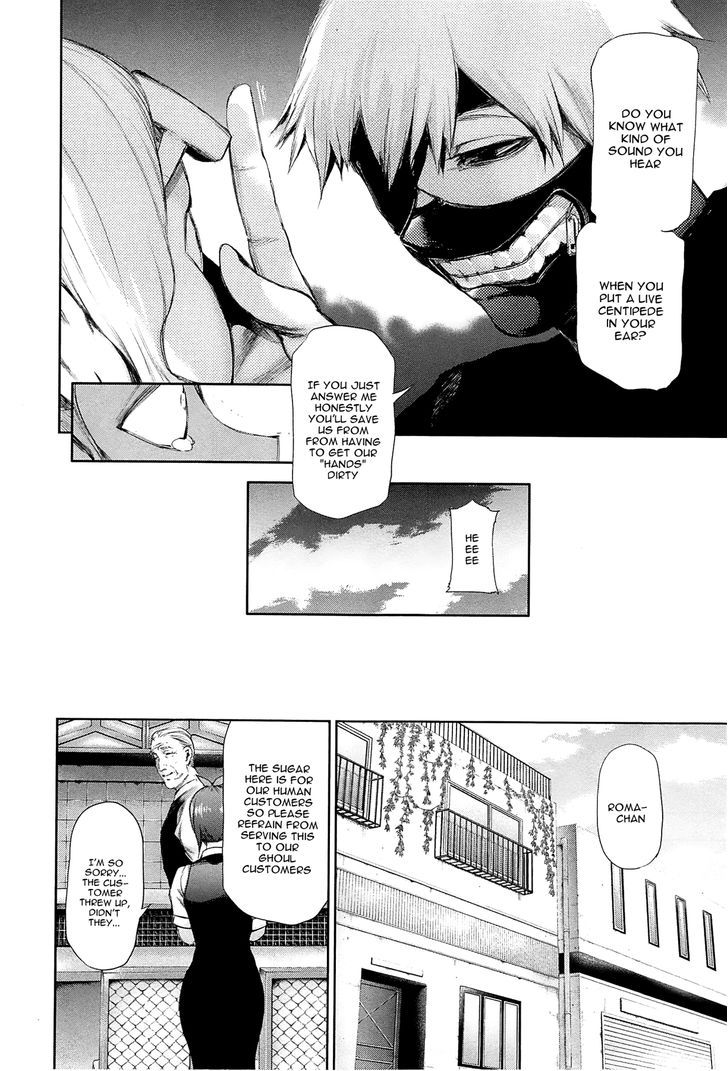 DO YOU
KNOW WHAT
KIND OF
SOUND YOU
HEAR
WHEN YOU
PUT A LIVE
CENTIPEDE
IN YOUR
EAR?
IF YOU JUST
ANSWER ME
HONESTLY
YOU'LL SAVE
US FROM
FROM HAVING
TO GET OUR
"HANDS"
DIRTY
HE
EE
EE
ROMA-
CHAN
THE SUGAR
HERE IS FOR
OUR HUMAN
CUSTOMERS
SO PLEASE
REFRAIN FROM
SERVING THIS
TO OUR
GHOUL
CUSTOMERS
I'M SO
SORRY...
THE CUS-
TOMER
THREW UP,
DIDN'T
THEY...